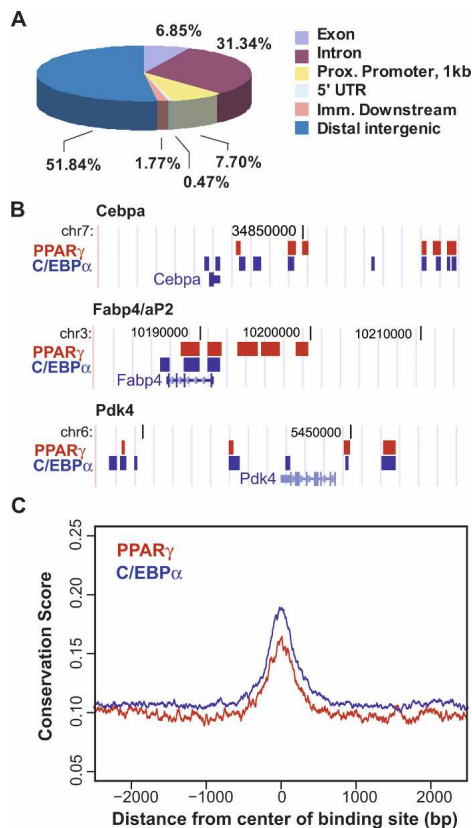 A
6.85%
31.34%
51.84%
1.77%
0.47%
7.70%
Exon
Intron
Prox. Promoter, 1kb
5' UTR
Imm. Downstream
Distal intergenic
B
Cebpa
chr7:
34850000
PPARγ
C/EBPα
Cebpa
Fabp4/aP2
chr3:
10190000
10200000
10210000
PPARγ
C/EBPα
Fabp4
Pdk4
chr6:
5450000
PPARγ
C/EBPα
Pdk4
C
PPARγ
C/EBPα
Conservation Score
0.25
0.20
0.15
0.10
0.05
−2000
−1000
0
1000
2000
Distance from center of binding site (bp)